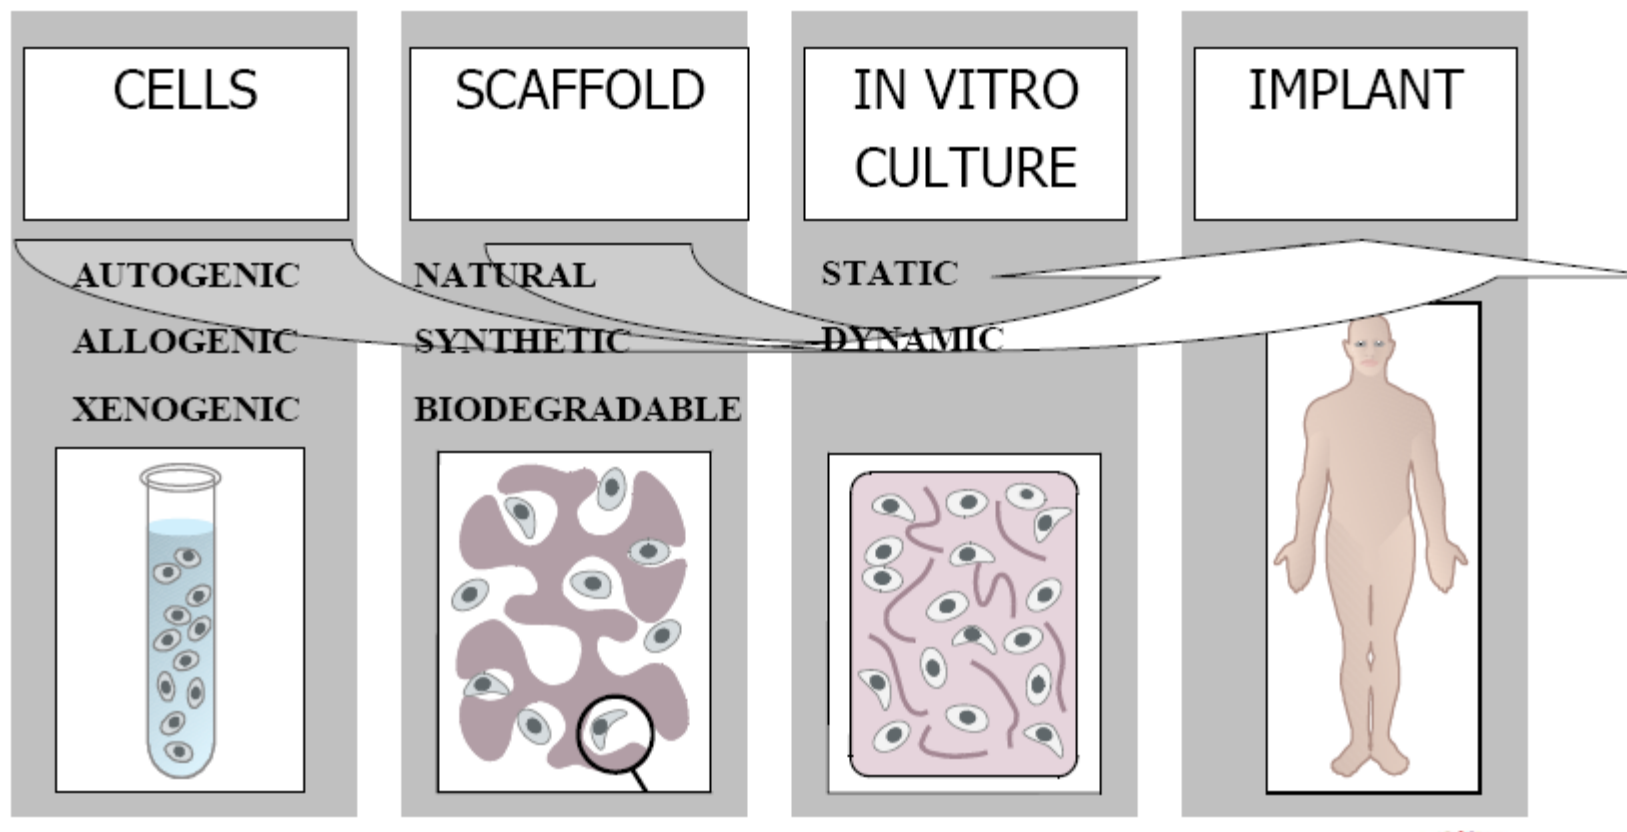 CELLS
AUTOGENIC
ALLOGENIC
XENOGENIC
SCAFFOLD
NATURAL
SYNTHETIC
BIODEGRADABLE
IN VITRO
CULTURE
STATIC
DYNAMIC
IMPLANT